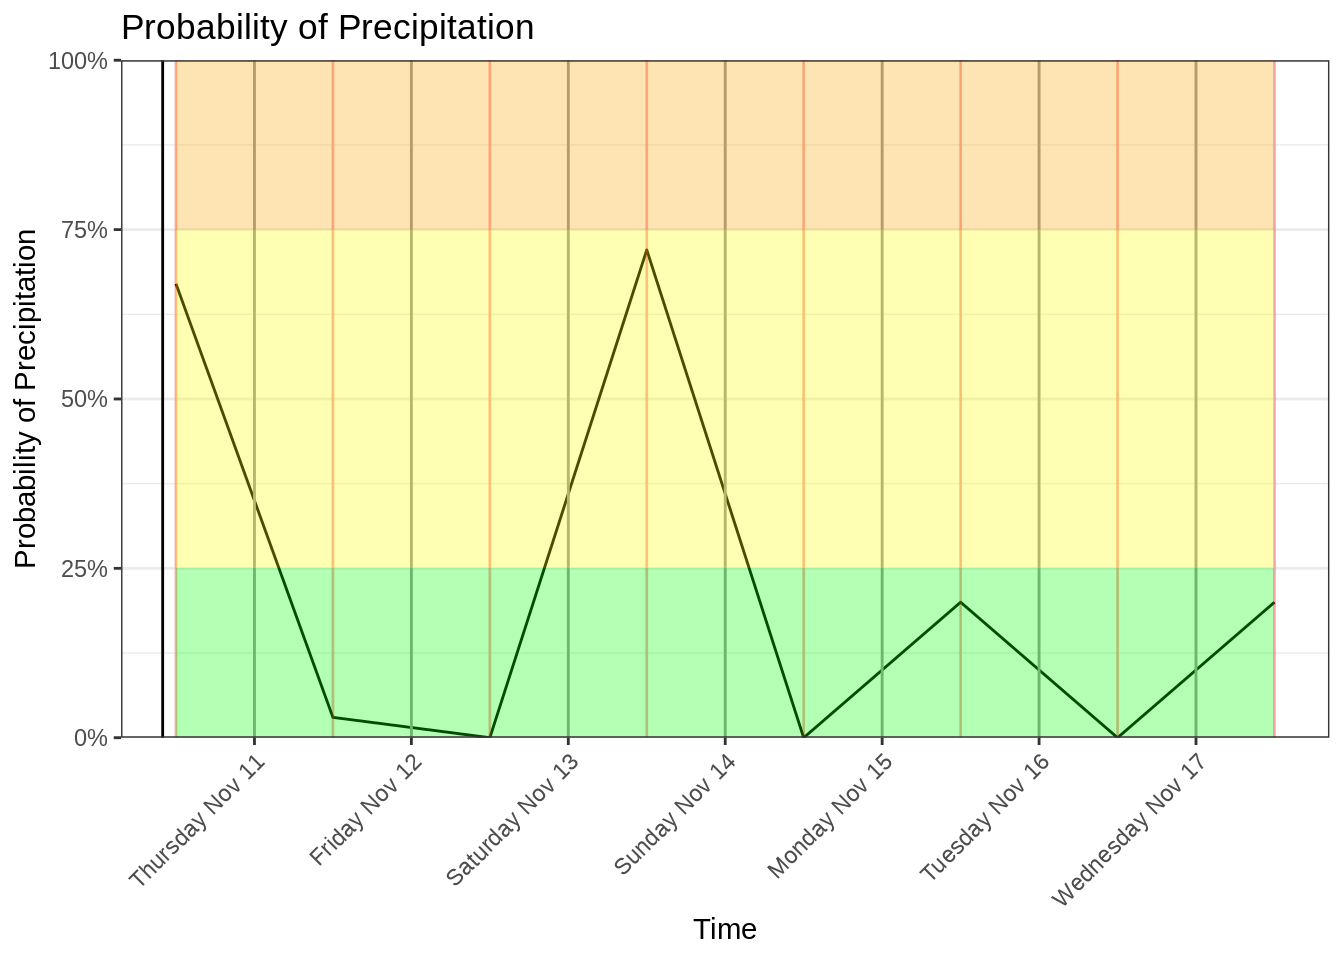 Probability of Precipitation
Probability of Precipitation
100%
75%
50%
25%
0%
Thursday Nov 11
Friday Nov 12
Saturday Nov 13
Sunday Nov 14
Monday Nov 15
Tuesday Nov 16
Wednesday Nov 17
Time